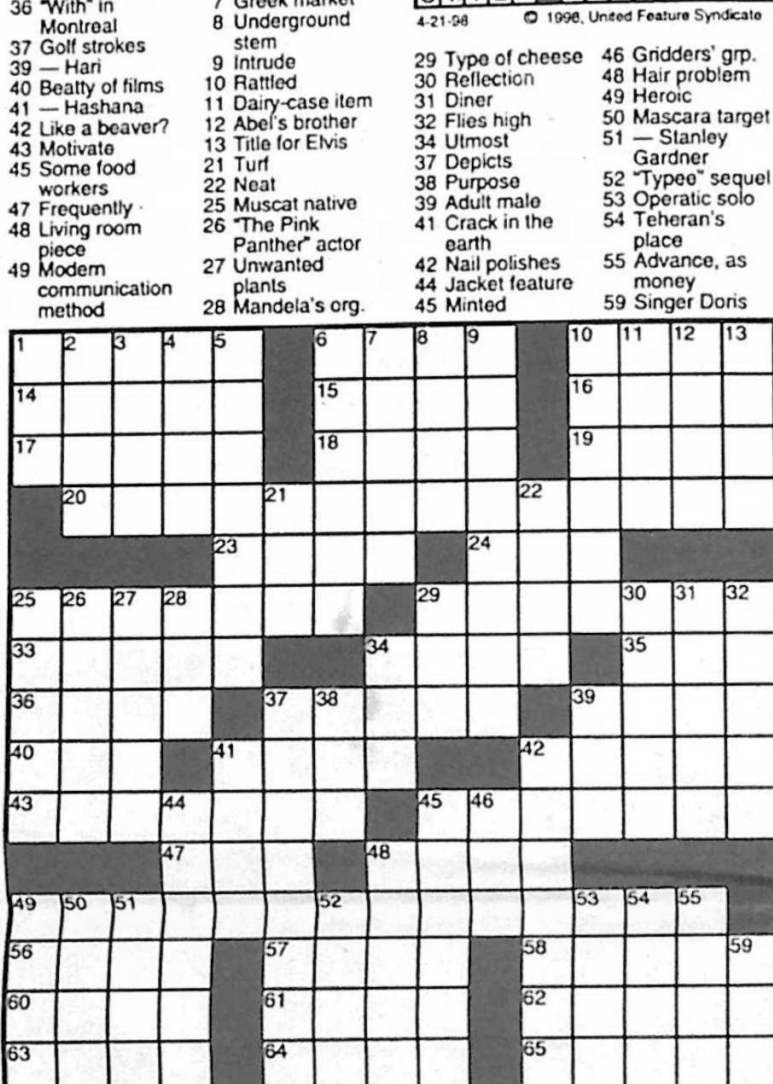 36 "With" in
Montreal
37 Golf strokes
39 — Hari
40 Beatty of films
41 — Hashana
42 Like a beaver?
43 Motivate
45 Some food
workers
47 Frequently
48 Living room
piece
49 Modern
communication
method
7 Greek market
8 Underground
stem
9 Intrude
10 Rattled
11 Dairy-case item
12 Abel's brother
13 Title for Elvis
21 Turf
22 Neat
25 Muscat native
26 "The Pink
Panther" actor
27 Unwanted
plants
28 Mandela's org.
4-21-98 © 1998, United Feature Syndicate
29 Type of cheese
30 Reflection
31 Diner
32 Flies high
34 Utmost
37 Depicts
38 Purpose
39 Adult male
41 Crack in the
earth
42 Nail polishes
44 Jacket feature
45 Minted
46 Gridders' grp.
48 Hair problem
49 Heroic
50 Mascara target
51 — Stanley
Gardner
52 "Typee" sequel
53 Operatic solo
54 Teheran's
place
55 Advance, as
money
59 Singer Doris
1 2 3 4 5 6 7 8 9 10 11 12 13
14 15 16
17 18 19
20 21 22
23 24
25 26 27 28 29 30 31 32
33 34 35
36 37 38 39
40 41 42
43 44 45 46
47 48
49 50 51 52 53 54 55
56 57 58 59
60 61 62
63 64 65